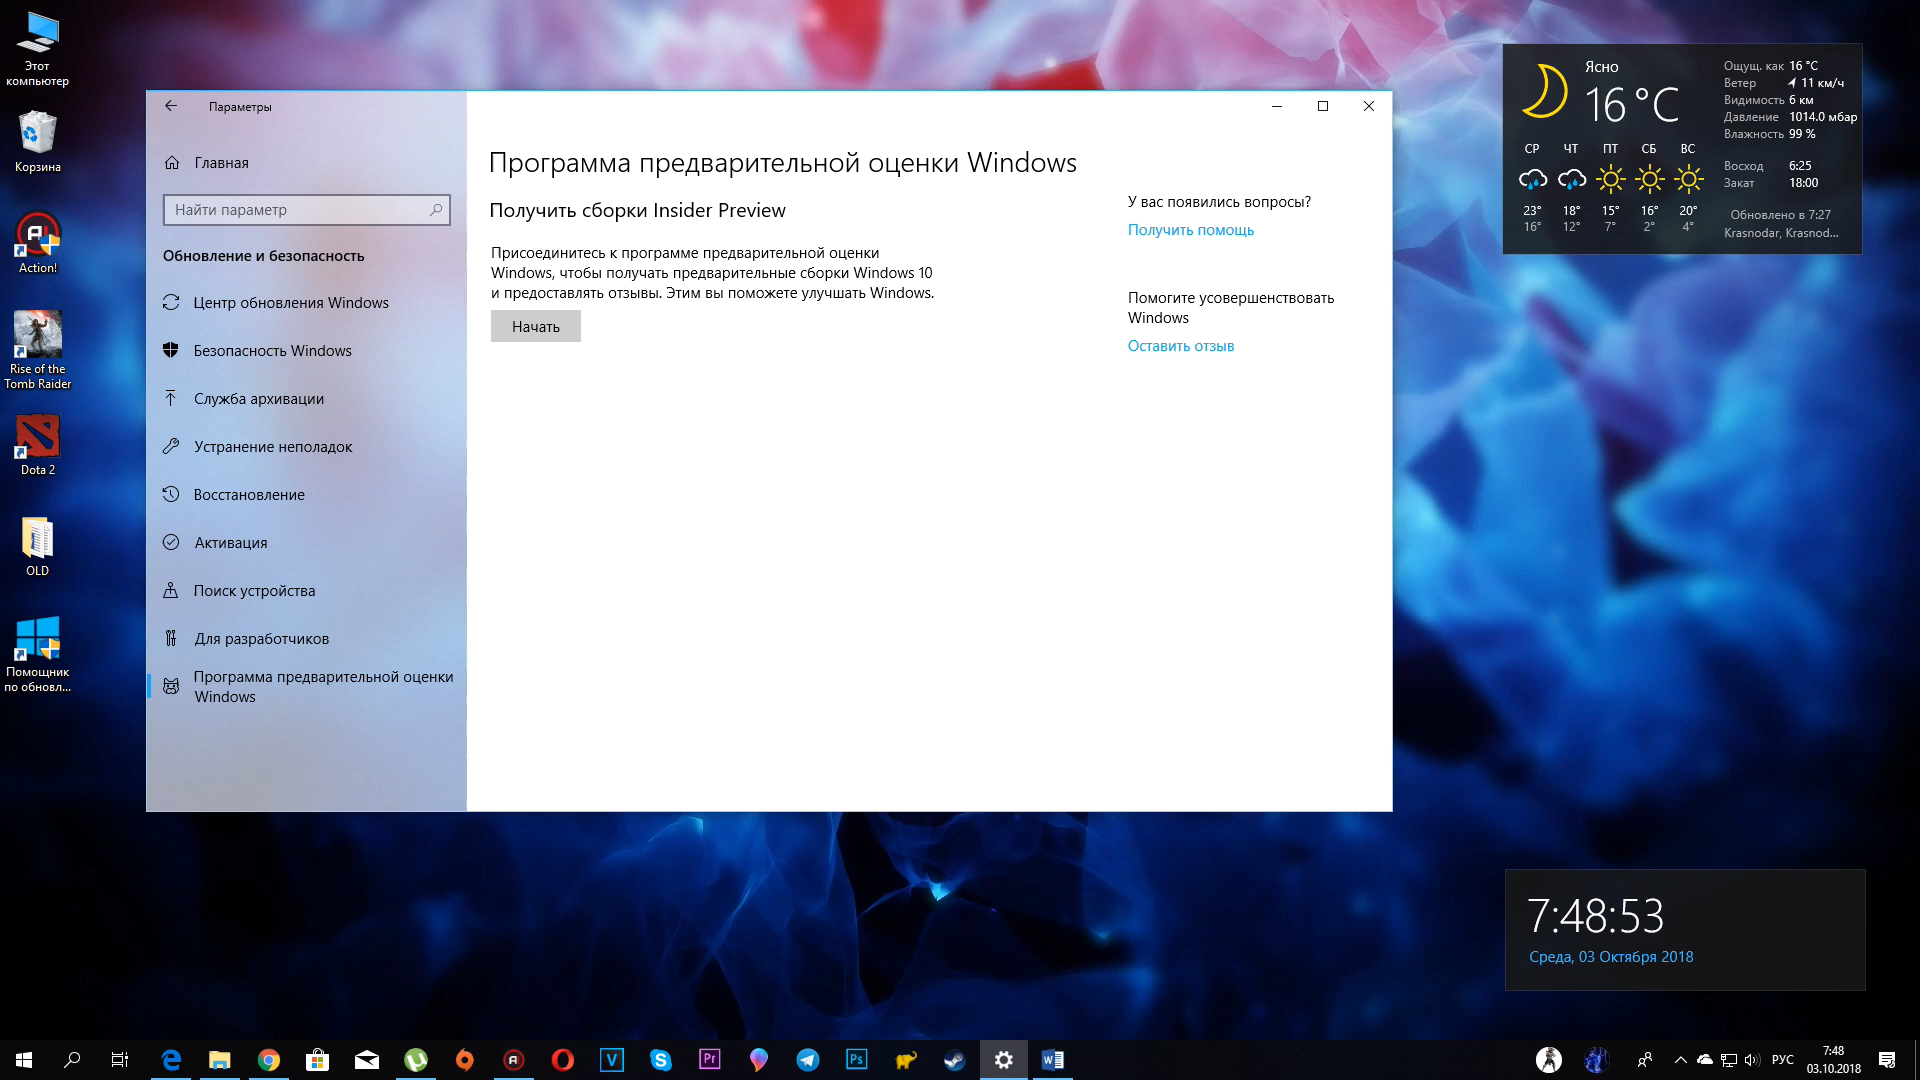 Этот
компьютер
Корзина
Action!
Rise of the
Tomb Raider
Dota 2
OLD
Помощник
по обновл...
Параметры
Главная
Найти параметр
Обновление и безопасность
Центр обновления Windows
Безопасность Windows
Служба архивации
Устранение неполадок
Восстановление
Активация
Поиск устройства
Для разработчиков
Программа предварительной оценки
Windows
Программа предварительной оценки Windows
Получить сборки Insider Preview
Присоединитесь к программе предварительной оценки
Windows, чтобы получать предварительные сборки Windows 10
и предоставлять отзывы. Этим вы поможете улучшать Windows.
Начать
У вас появились вопросы?
Получить помощь
Помогите усовершенствовать
Windows
Оставить отзыв
Ясно
16 °C
Ощущ. как 16 °C
Ветер 11 км/ч
Видимость 6 км
Давление 1014.0 мбар
Влажность 99 %
Восход 6:25
Закат 18:00
Обновлено в 7:27
Krasnodar, Krasnod...
СР ЧТ ПТ СБ ВС
23° 18° 15° 16° 20°
16° 12° 7° 2° 4°
7:48:53
Среда, 03 Октября 2018
V
Pr
Ps
РУС
7:48
03.10.2018